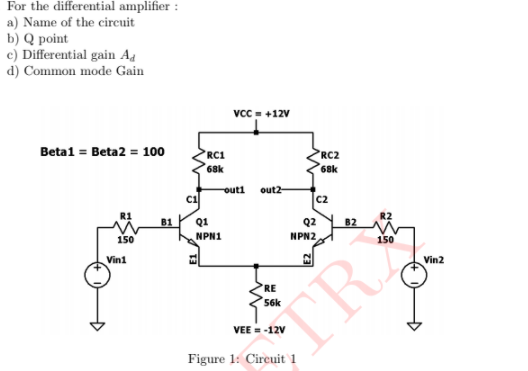 For the differential amplifier :
a) Name of the circuit
b) Q point
c) Differential gain Ad
d) Common mode Gain
VCC = +12V
Beta1 = Beta2 = 100
RC1
68k
RC2
68k
out1
out2
C1
C2
R1
150
B1
Q1
NPN1
Q2
NPN2
B2
R2
150
E1
E2
Vin1
Vin2
RE
56k
VEE = -12V
Figure 1: Circuit 1
ETRX